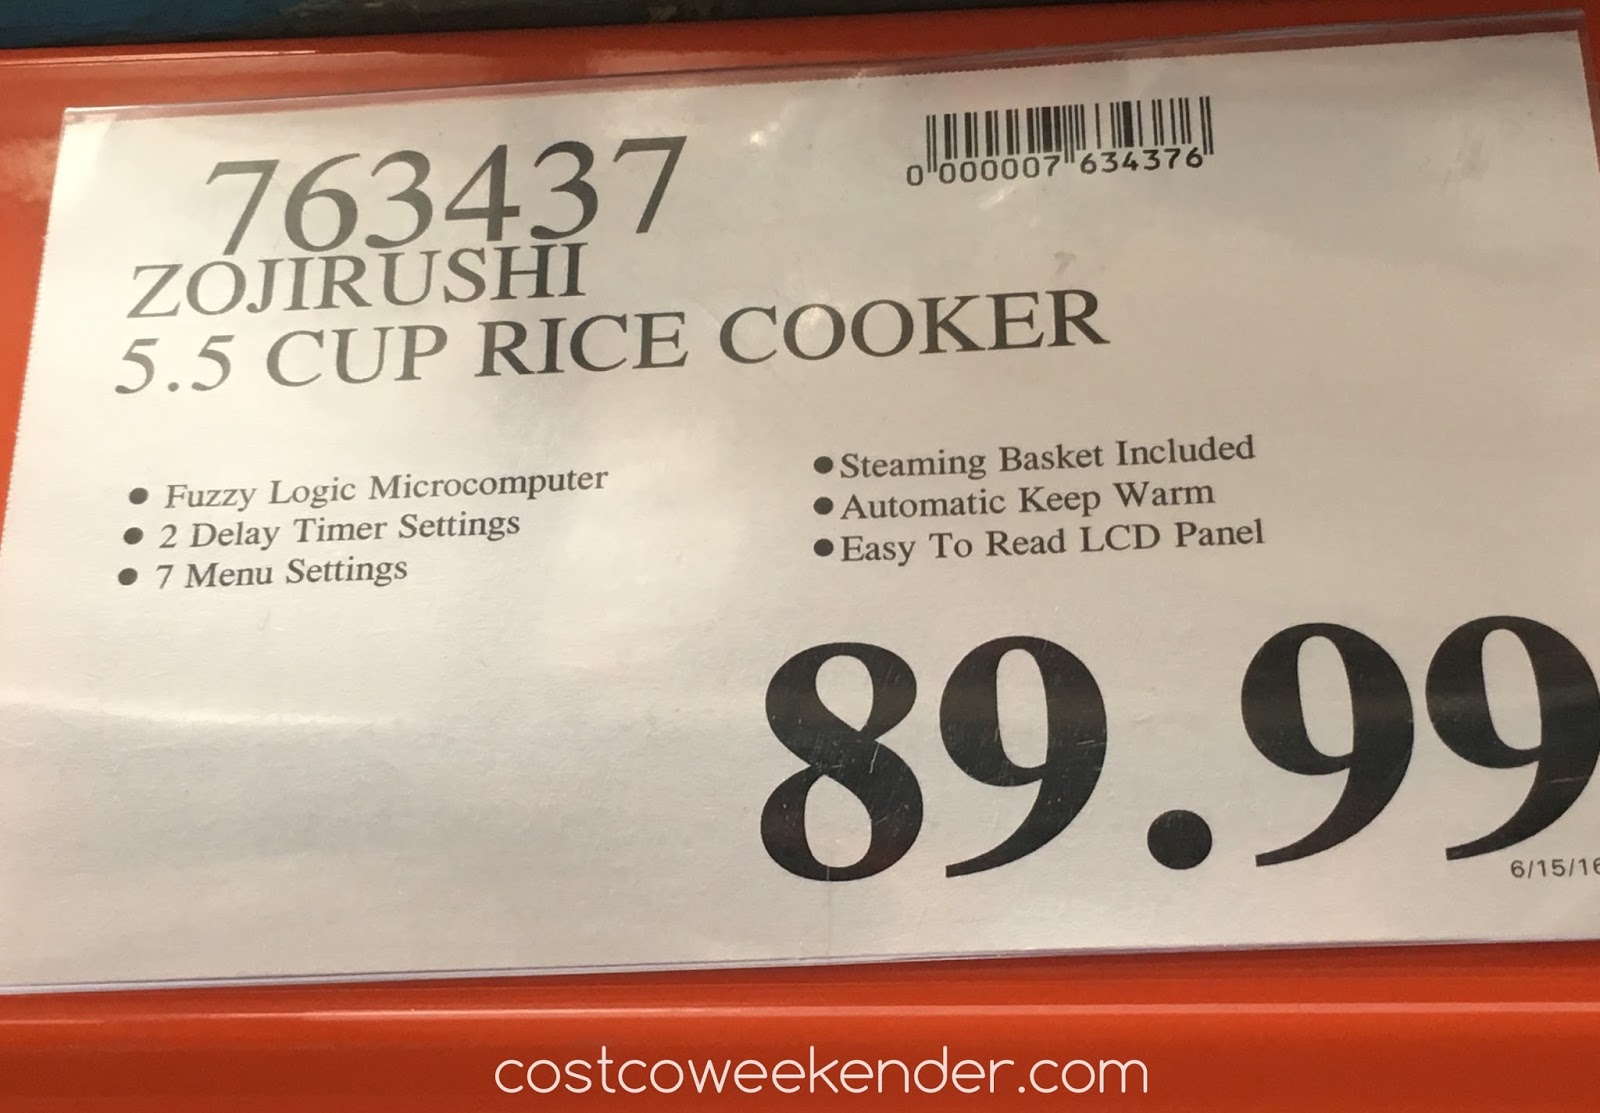 763437
0 000007 634376
ZOJIRUSHI
5.5 CUP RICE COOKER
• Fuzzy Logic Microcomputer
• 2 Delay Timer Settings
• 7 Menu Settings
• Steaming Basket Included
• Automatic Keep Warm
• Easy To Read LCD Panel
89.99
6/15/16
costcoweekender.com